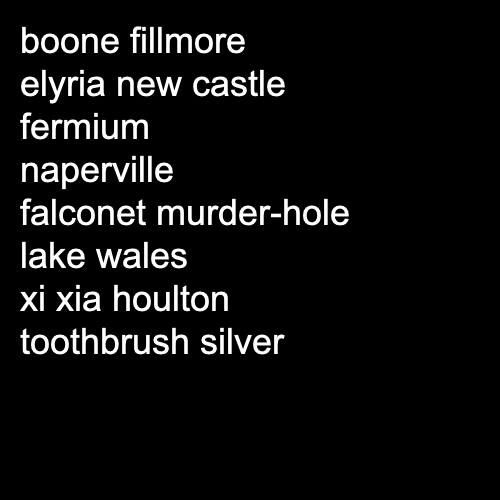 boone fillmore
elyria new castle
fermium
naperville
falconet murder-hole
lake wales
xi xia houlton
toothbrush silver